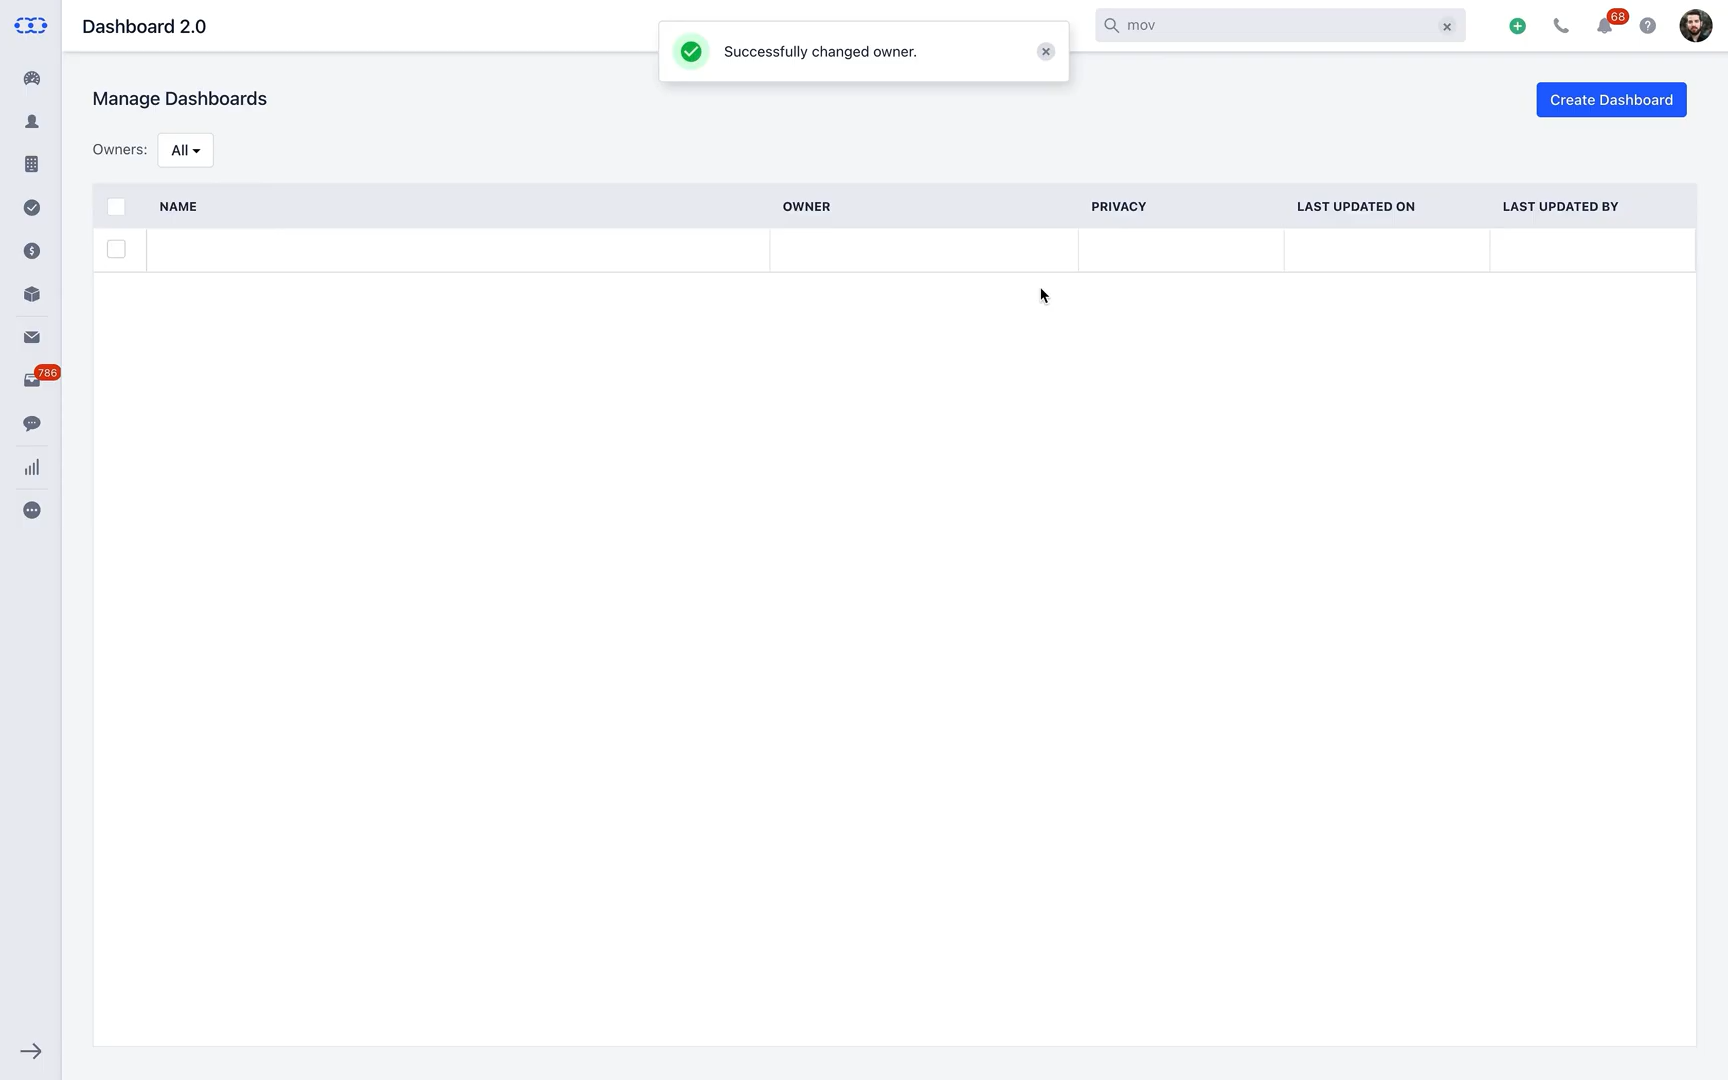 Dashboard 2.0
Successfully changed owner.
mov
68
Manage Dashboards
Create Dashboard
Owners: All
NAME OWNER PRIVACY LAST UPDATED ON LAST UPDATED BY
786